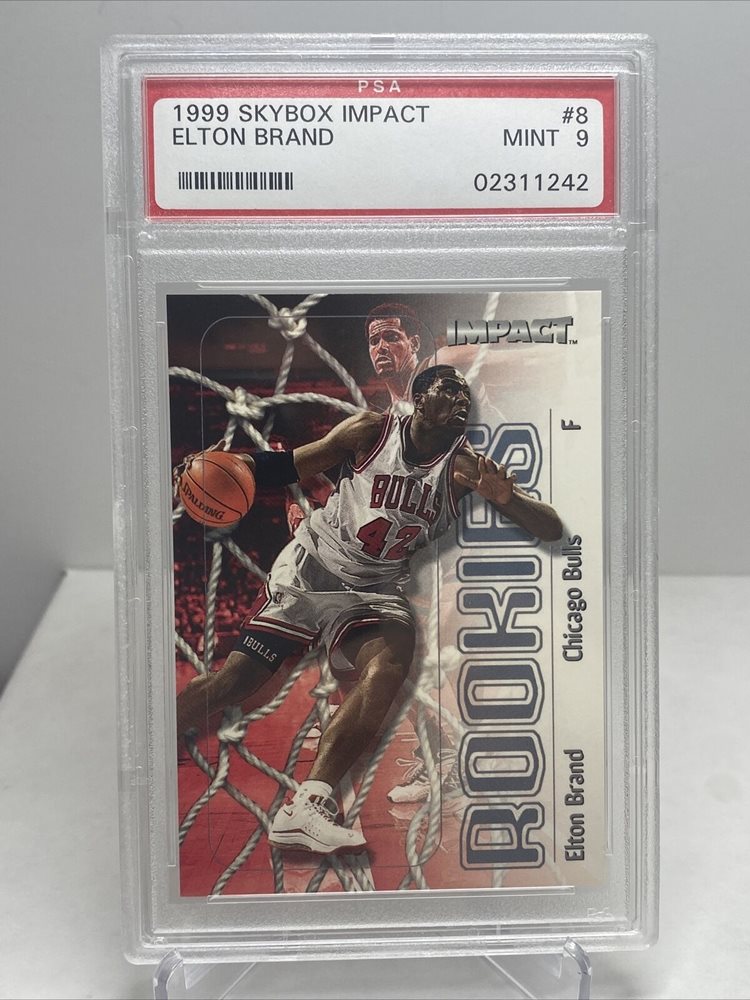 PSA
1999 SKYBOX IMPACT #8
ELTON BRAND MINT 9
02311242
IMPACT™
ROOKIES
Elton Brand Chicago Bulls F
SPALDING
BULLS
42
BULLS